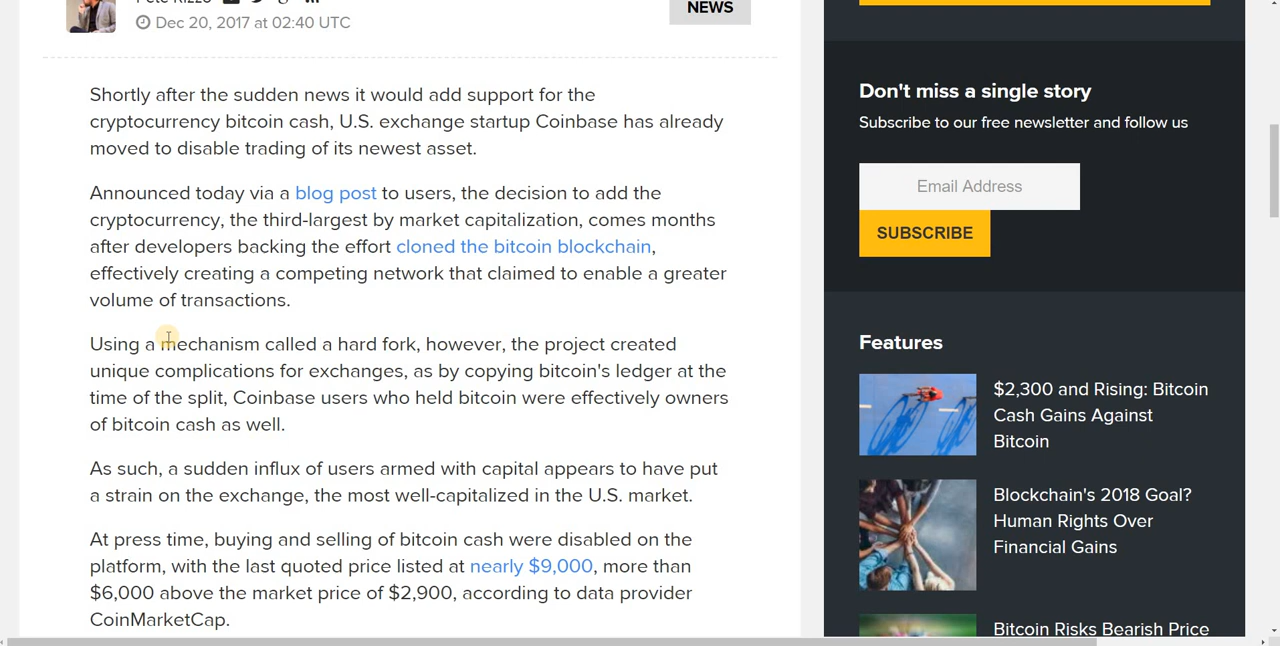 Dec 20, 2017 at 02:40 UTC
NEWS
Shortly after the sudden news it would add support for the
cryptocurrency bitcoin cash, U.S. exchange startup Coinbase has already
moved to disable trading of its newest asset.
Announced today via a blog post to users, the decision to add the
cryptocurrency, the third-largest by market capitalization, comes months
after developers backing the effort cloned the bitcoin blockchain,
effectively creating a competing network that claimed to enable a greater
volume of transactions.
Using a mechanism called a hard fork, however, the project created
unique complications for exchanges, as by copying bitcoin's ledger at the
time of the split, Coinbase users who held bitcoin were effectively owners
of bitcoin cash as well.
As such, a sudden influx of users armed with capital appears to have put
a strain on the exchange, the most well-capitalized in the U.S. market.
At press time, buying and selling of bitcoin cash were disabled on the
platform, with the last quoted price listed at nearly $9,000, more than
$6,000 above the market price of $2,900, according to data provider
CoinMarketCap.
Don't miss a single story
Subscribe to our free newsletter and follow us
Email Address
SUBSCRIBE
Features
$2,300 and Rising: Bitcoin
Cash Gains Against
Bitcoin
Blockchain's 2018 Goal?
Human Rights Over
Financial Gains
Bitcoin Risks Bearish Price